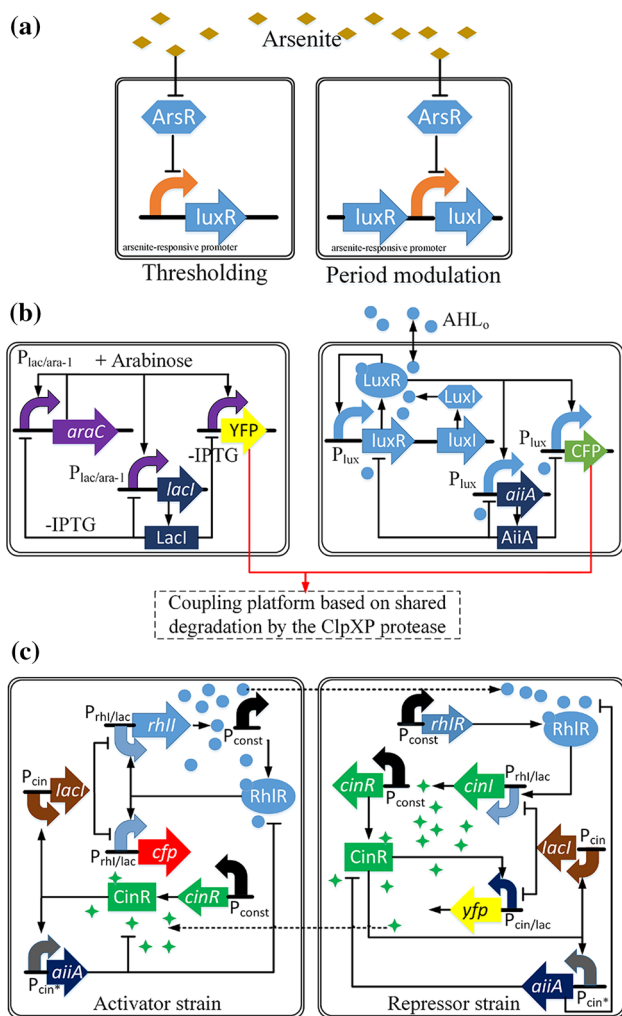 (a)
Arsenite
ArsR
ArsR
luxR
luxR
luxI
arsenite-responsive promoter
arsenite-responsive promoter
Thresholding
Period modulation
(b)
AHLo
Plac/ara-1
+ Arabinose
LuxR
LuxI
araC
YFP
Plux
luxR
luxI
Plux
CFP
-IPTG
Plac/ara-1
lacI
Plux
aiiA
-IPTG
LacI
AiiA
Coupling platform based on shared
degradation by the ClpXP protease
(c)
PrhI/lac
rhlI
Pconst
Pcin
lacI
RhlR
PrhI/lac
cfp
CinR
cinR
Pconst
Pcin*
aiiA
Activator strain
Pconst
rhlR
RhlR
cinR
Pconst
cinI
PrhI/lac
CinR
lacI
Pcin
yfp
Pcin/lac
aiiA
Pcin*
Repressor strain